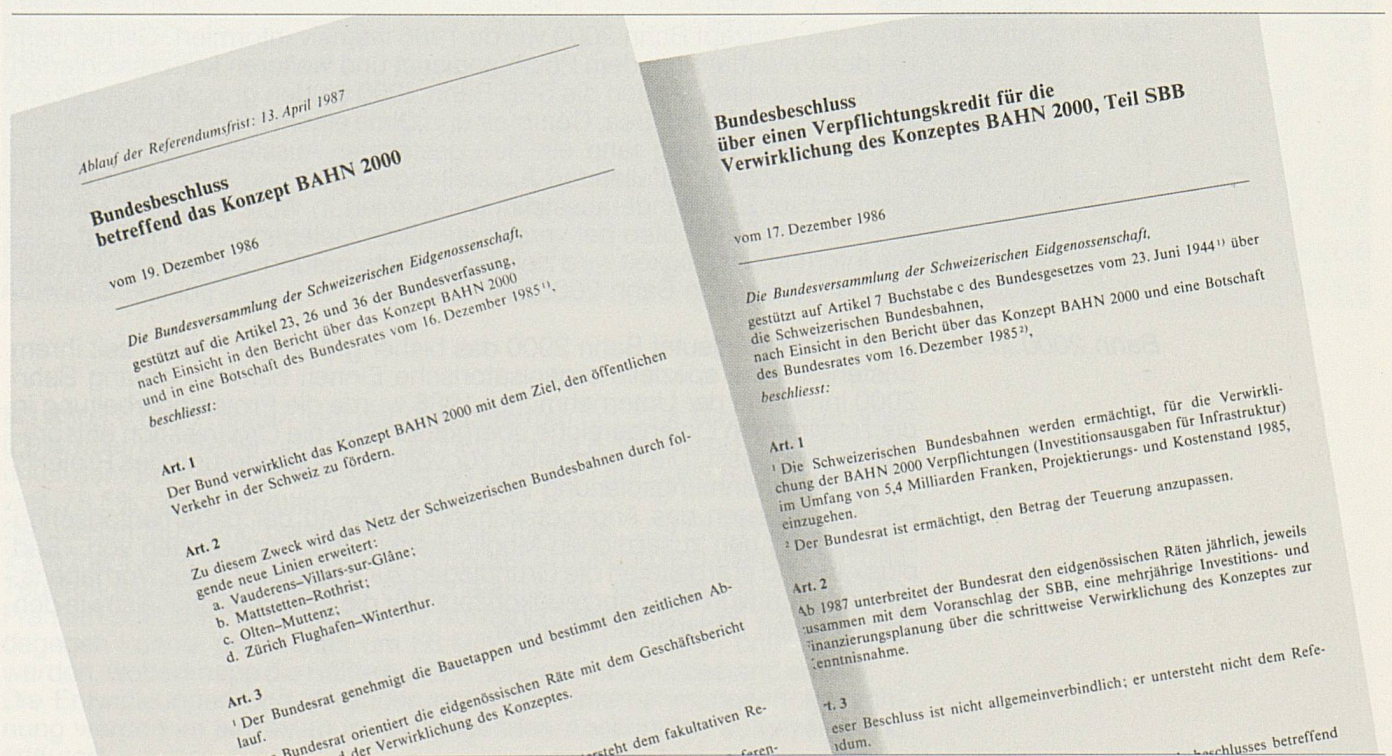 Ablauf der Referendumsfrist: 13. April 1987
Bundesbeschluss
betreffend das Konzept BAHN 2000
vom 19. Dezember 1986
Die Bundesversammlung der Schweizerischen Eidgenossenschaft,
gestützt auf die Artikel 23, 26 und 36 der Bundesverfassung,
nach Einsicht in den Bericht über das Konzept BAHN 2000
und in eine Botschaft des Bundesrates vom 16. Dezember 1985¹⁾,
beschliesst:
Art. 1
Der Bund verwirklicht das Konzept BAHN 2000 mit dem Ziel, den öffentlichen
Verkehr in der Schweiz zu fördern.
Art. 2
Zu diesem Zweck wird das Netz der Schweizerischen Bundesbahnen durch fol-
gende neue Linien erweitert:
a. Vauderens–Villars-sur-Glâne;
b. Mattstetten–Rothrist;
c. Olten–Muttenz;
d. Zürich Flughafen–Winterthur.
Art. 3
¹ Der Bundesrat genehmigt die Bauetappen und bestimmt den zeitlichen Ab-
lauf.
Bundesrat orientiert die eidgenössischen Räte mit dem Geschäftsbericht
der Verwirklichung des Konzeptes.
dem fakultativen Re-
Bundesbeschluss
über einen Verpflichtungskredit für die
Verwirklichung des Konzeptes BAHN 2000, Teil SBB
vom 17. Dezember 1986
Die Bundesversammlung der Schweizerischen Eidgenossenschaft,
gestützt auf Artikel 7 Buchstabe c des Bundesgesetzes vom 23. Juni 1944¹⁾ über
die Schweizerischen Bundesbahnen,
nach Einsicht in den Bericht über das Konzept BAHN 2000 und eine Botschaft
des Bundesrates vom 16. Dezember 1985²⁾,
beschliesst:
Art. 1
¹ Die Schweizerischen Bundesbahnen werden ermächtigt, für die Verwirkli-
chung der BAHN 2000 Verpflichtungen (Investitionsausgaben für Infrastruktur)
im Umfang von 5,4 Milliarden Franken, Projektierungs- und Kostenstand 1985,
einzugehen.
² Der Bundesrat ist ermächtigt, den Betrag der Teuerung anzupassen.
Art. 2
Ab 1987 unterbreitet der Bundesrat den eidgenössischen Räten jährlich, jeweils
usammen mit dem Voranschlag der SBB, eine mehrjährige Investitions- und
inanzierungsplanung über die schrittweise Verwirklichung des Konzeptes zur
enntnisnahme.
t. 3
eser Beschluss ist nicht allgemeinverbindlich; er untersteht nicht dem Refe-
dum.
beschlusses betreffend